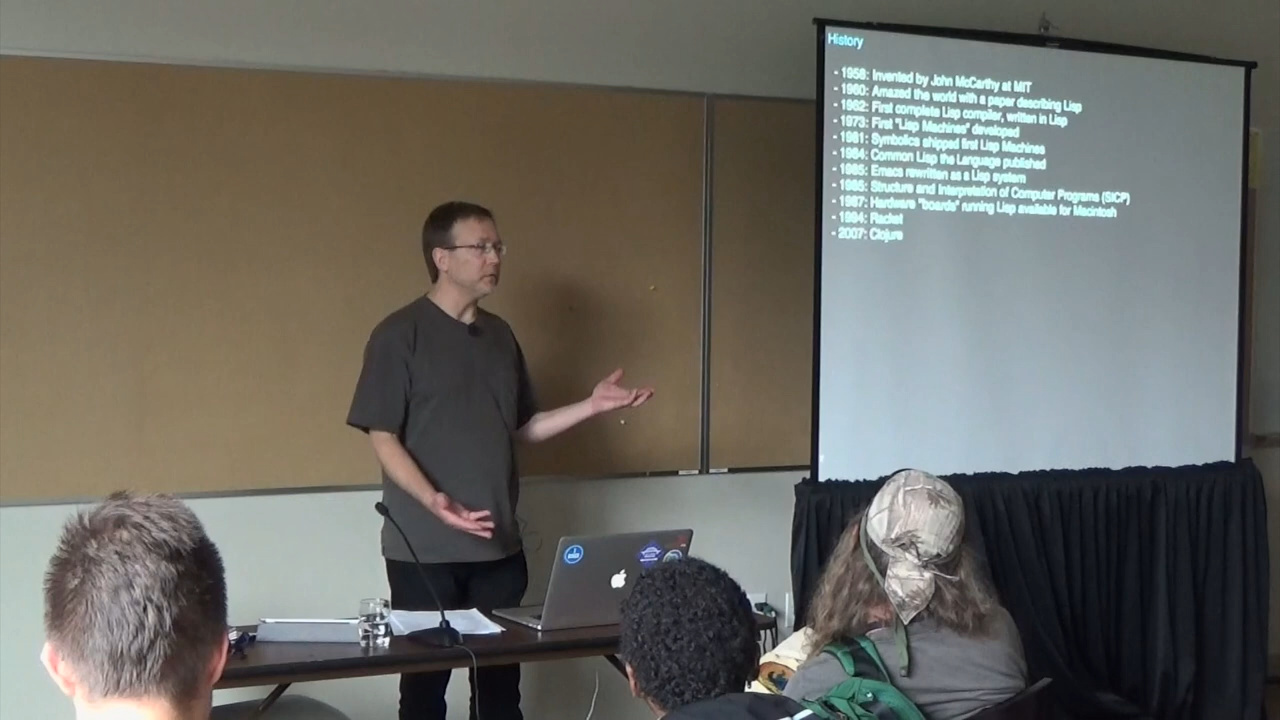 History
- 1958: Invented by John McCarthy at MIT
- 1960: Amazed the world with a paper describing Lisp
- 1962: First complete Lisp compiler, written in Lisp
- 1973: First "Lisp Machines" developed
- 1981: Symbolics shipped first Lisp Machines
- 1984: Common Lisp the Language published
- 1985: Emacs rewritten as a Lisp system
- 1985: Structure and Interpretation of Computer Programs (SICP)
- 1987: Hardware "boards" running Lisp available for Macintosh
- 1994: Racket
- 2007: Clojure